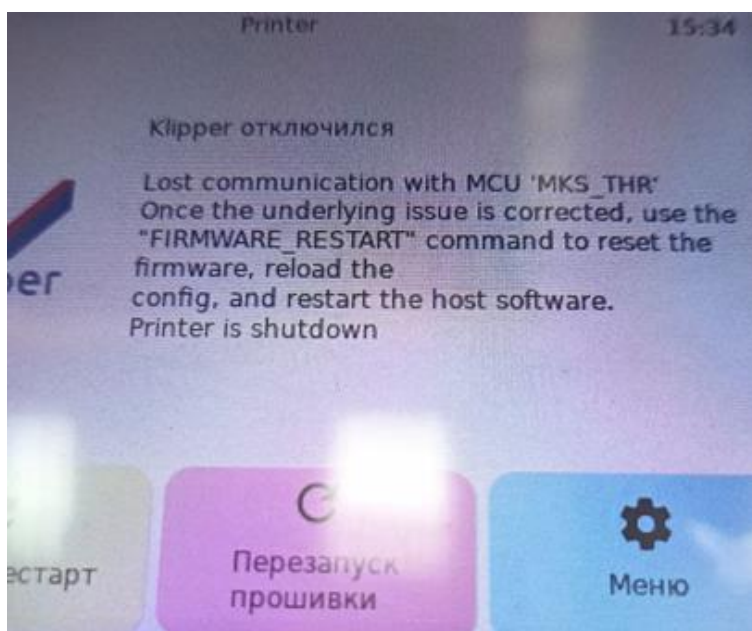 Printer
15:34
Klipper отключился
Lost communication with MCU 'MKS_THR'
Once the underlying issue is corrected, use the
"FIRMWARE_RESTART" command to reset the
firmware, reload the
config, and restart the host software.
Printer is shutdown
per
естарт
Перезапуск
прошивки
Меню